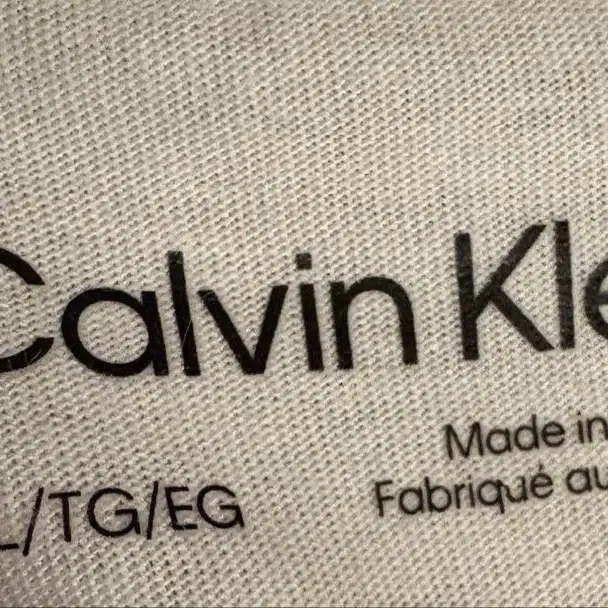 Calvin Kle
Made in
Fabriqué au
L/TG/EG